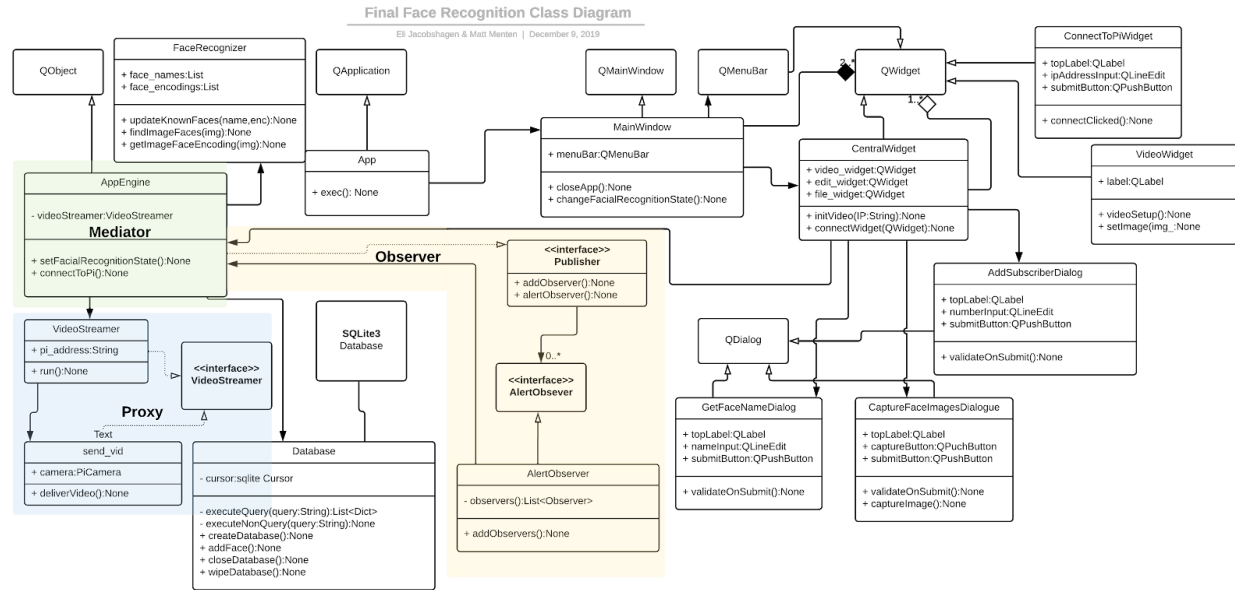 Final Face Recognition Class Diagram
Eli Jacobshagen & Matt Menten | December 9, 2019
QObject
FaceRecognizer
+ face_names:List
+ face_encodings:List
+ updateKnownFaces(name,enc):None
+ findImageFaces(img):None
+ getImageFaceEncoding(img):None
QApplication
QMainWindow
QMenuBar
QWidget
2..*
1..*
ConnectToPiWidget
+ topLabel:QLabel
+ ipAddressInput:QLineEdit
+ submitButton:QPushButton
+ connectClicked():None
App
+ exec(): None
MainWindow
+ menuBar:QMenuBar
+ closeApp():None
+ changeFacialRecognitionState():None
CentralWidget
+ video_widget:QWidget
+ edit_widget:QWidget
+ file_widget:QWidget
+ initVideo(IP:String):None
+ connectWidget(QWidget):None
VideoWidget
+ label:QLabel
+ videoSetup():None
+ setImage(img_:None
AppEngine
- videoStreamer:VideoStreamer
Mediator
+ setFacialRecognitionState():None
+ connectToPi():None
Observer
<<interface>>
Publisher
+ addObserver():None
+ alertObserver():None
AddSubscriberDialog
+ topLabel:QLabel
+ numberInput:QLineEdit
+ submitButton:QPushButton
+ validateOnSubmit():None
VideoStreamer
+ pi_address:String
+ run():None
<<interface>>
VideoStreamer
SQLite3
Database
0..*
<<interface>>
AlertObsever
QDialog
Proxy
Text
send_vid
+ camera:PiCamera
+ deliverVideo():None
Database
- cursor:sqlite Cursor
- executeQuery(query:String):List<Dict>
- executeNonQuery(query:String):None
+ createDatabase():None
+ addFace():None
+ closeDatabase():None
+ wipeDatabase():None
AlertObserver
- observers():List<Observer>
+ addObservers():None
GetFaceNameDialog
+ topLabel:QLabel
+ nameInput:QLineEdit
+ submitButton:QPushButton
+ validateOnSubmit():None
CaptureFaceImagesDialogue
+ topLabel:QLabel
+ captureButton:QPuchButton
+ submitButton:QPushButton
+ validateOnSubmit():None
+ captureImage():None